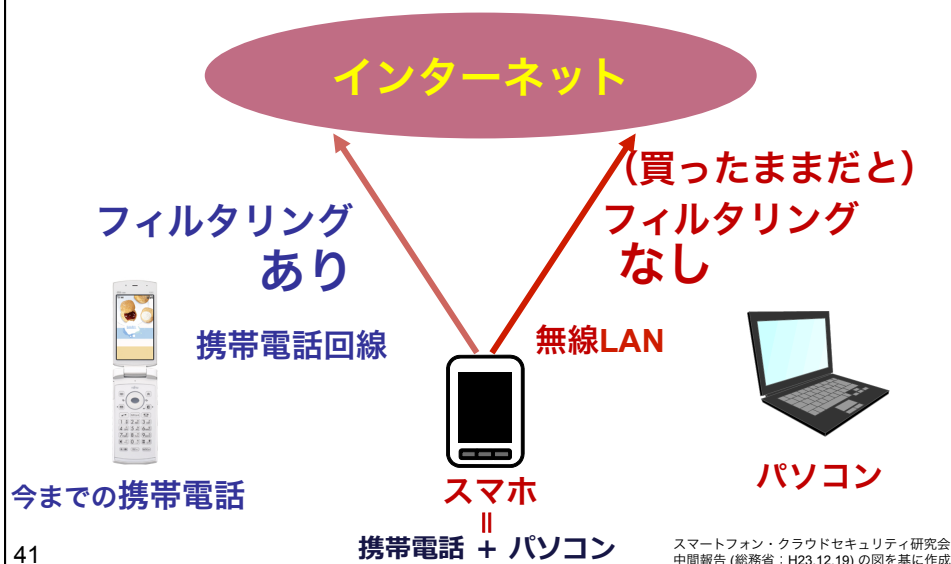 インターネット
(買ったままだと)
フィルタリング
あり
フィルタリング
なし
携帯電話回線
無線LAN
今までの携帯電話
スマホ
=
携帯電話 + パソコン
パソコン
スマートフォン・クラウドセキュリティ研究会
中間報告 (総務省;H23.12.19) の図を基に作成
41